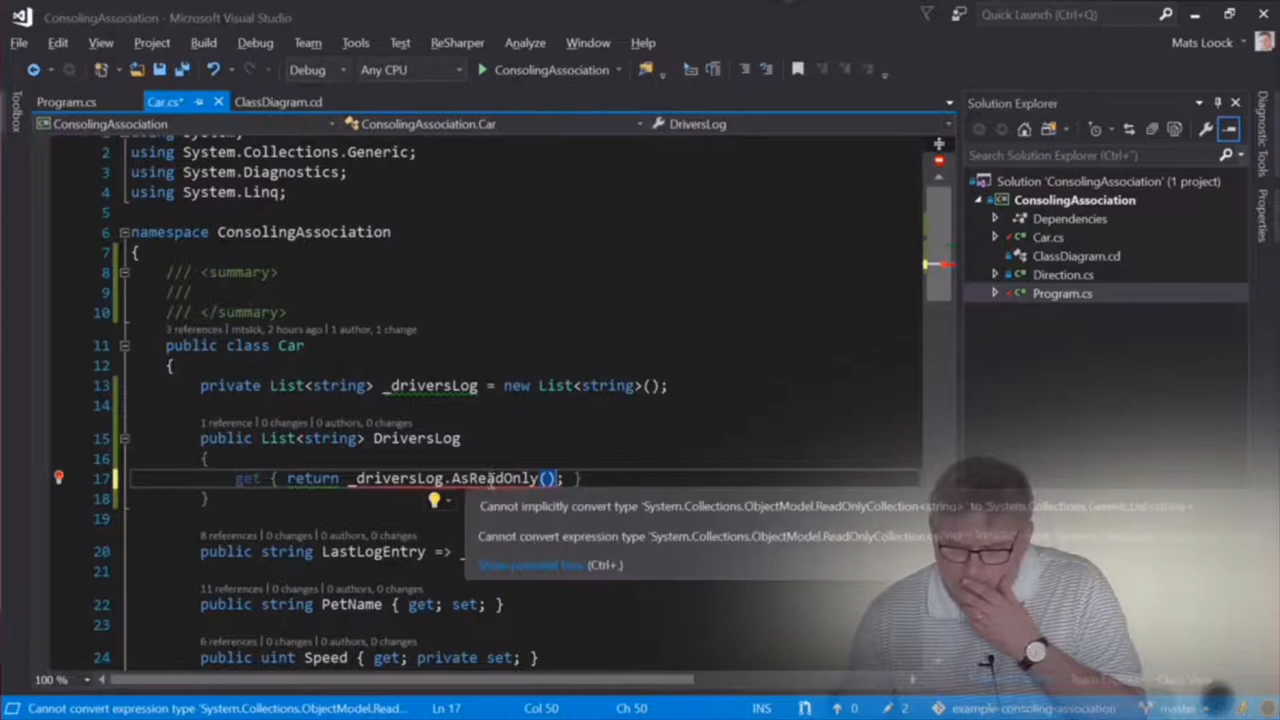 ConsolingAssociation - Microsoft Visual Studio
Quick Launch (Ctrl+Q)
File Edit View Project Build Debug Team Tools Test ReSharper Analyze Window Help
Mats Loock
Debug Any CPU ConsolingAssociation
Toolbox
Program.cs Car.cs* ClassDiagram.cd
ConsolingAssociation ConsolingAssociation.Car DriversLog
2 using System.Collections.Generic;
3 using System.Diagnostics;
4 using System.Linq;
5
6 namespace ConsolingAssociation
7 {
8 /// <summary>
9 ///
10 /// </summary>
3 references | mtslck, 2 hours ago | 1 author, 1 change
11 public class Car
12 {
13 private List<string> _driversLog = new List<string>();
14
1 reference | 0 changes | 0 authors, 0 changes
15 public List<string> DriversLog
16 {
17 get { return _driversLog.AsReadOnly(); }
18 }
Cannot implicitly convert type 'System.Collections.ObjectModel.ReadOnlyCollection<string>' to 'System.Collections.Generic.List<string>'
19
Cannot convert expression type 'System.Collections.ObjectModel.ReadOnlyCollection
8 references | 0 changes | 0 authors, 0 changes
20 public string LastLogEntry =>
Show potential fixes (Ctrl+.)
21
11 references | 0 changes | 0 authors, 0 changes
22 public string PetName { get; set; }
23
6 references | 0 changes | 0 authors, 0 changes
24 public uint Speed { get; private set; }
100 %
Solution Explorer
Search Solution Explorer (Ctrl+")
Solution 'ConsolingAssociation' (1 project)
ConsolingAssociation
Dependencies
Car.cs
ClassDiagram.cd
Direction.cs
Program.cs
Diagnostic Tools
Properties
Class View
Cannot convert expression type 'System.Collections.ObjectModel.Read... Ln 17 Col 50 Ch 50 INS 0 2 example-consoling-association master